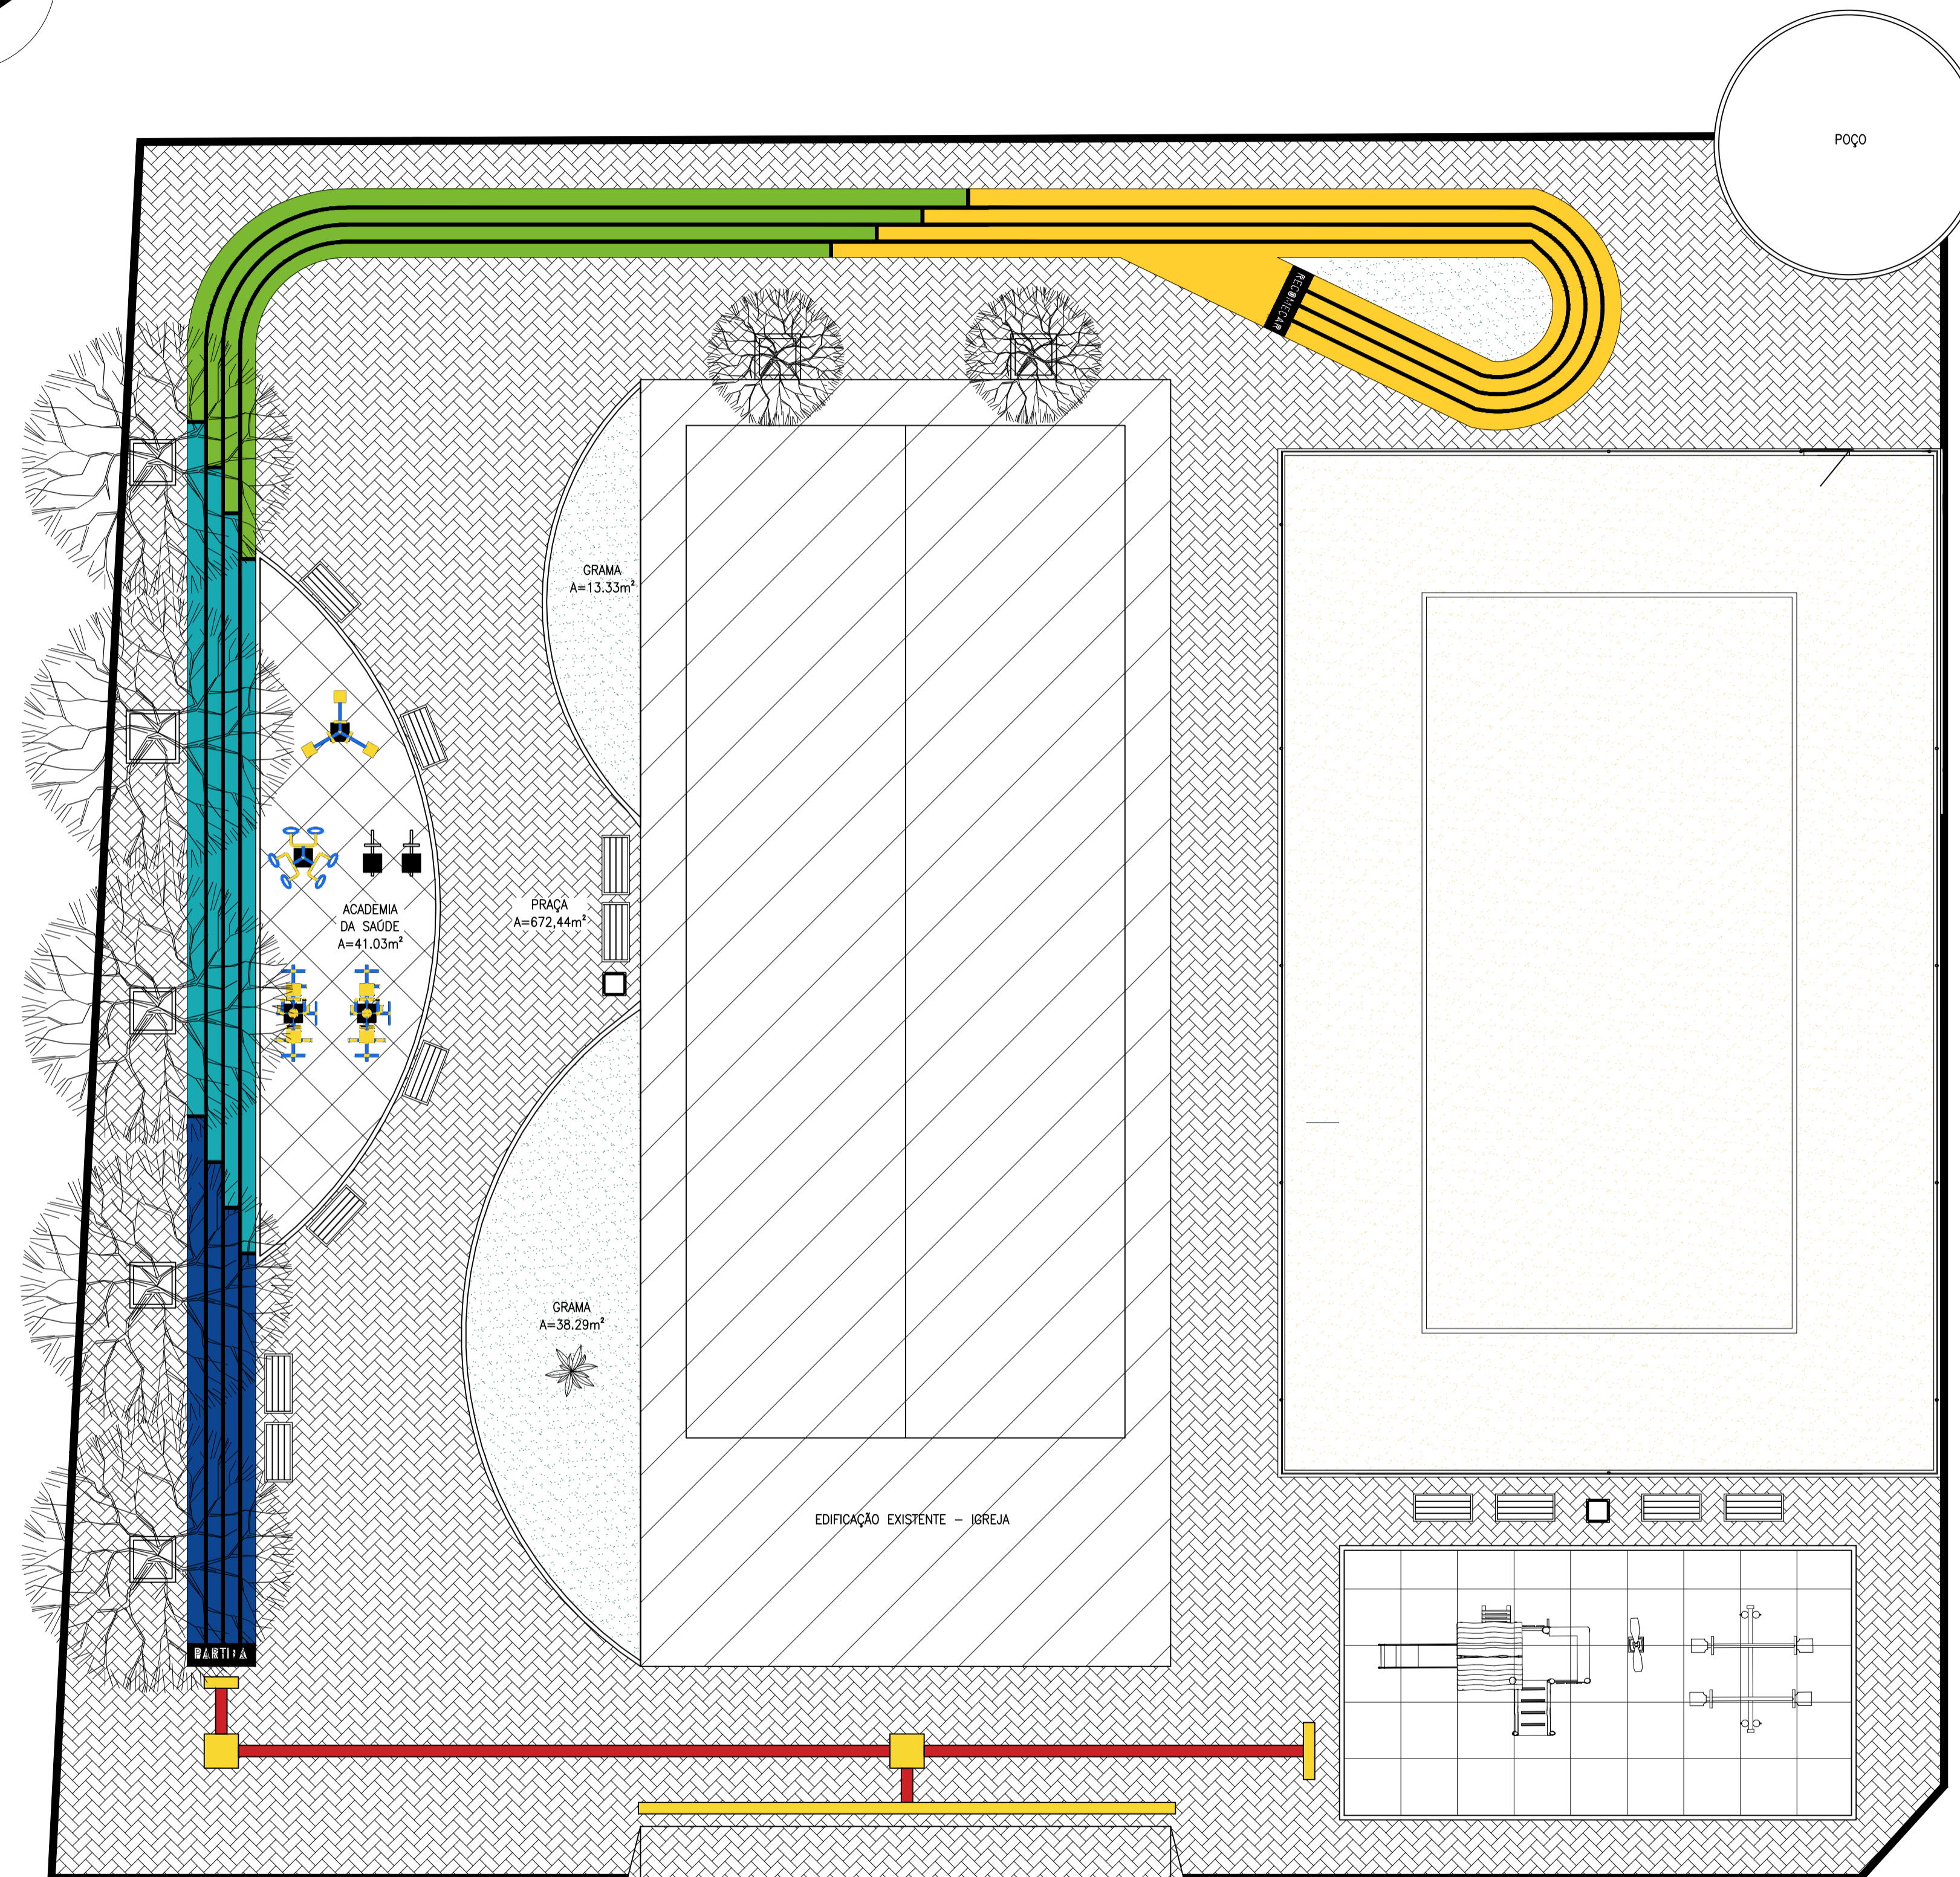 POÇO
RECOMEÇAR
GRAMA
A=13.33m²
PRAÇA
A=672,44m²
ACADEMIA
DA SAÚDE
A=41.03m²
GRAMA
A=38.29m²
EDIFICAÇÃO EXISTENTE – IGREJA
PARTIDA